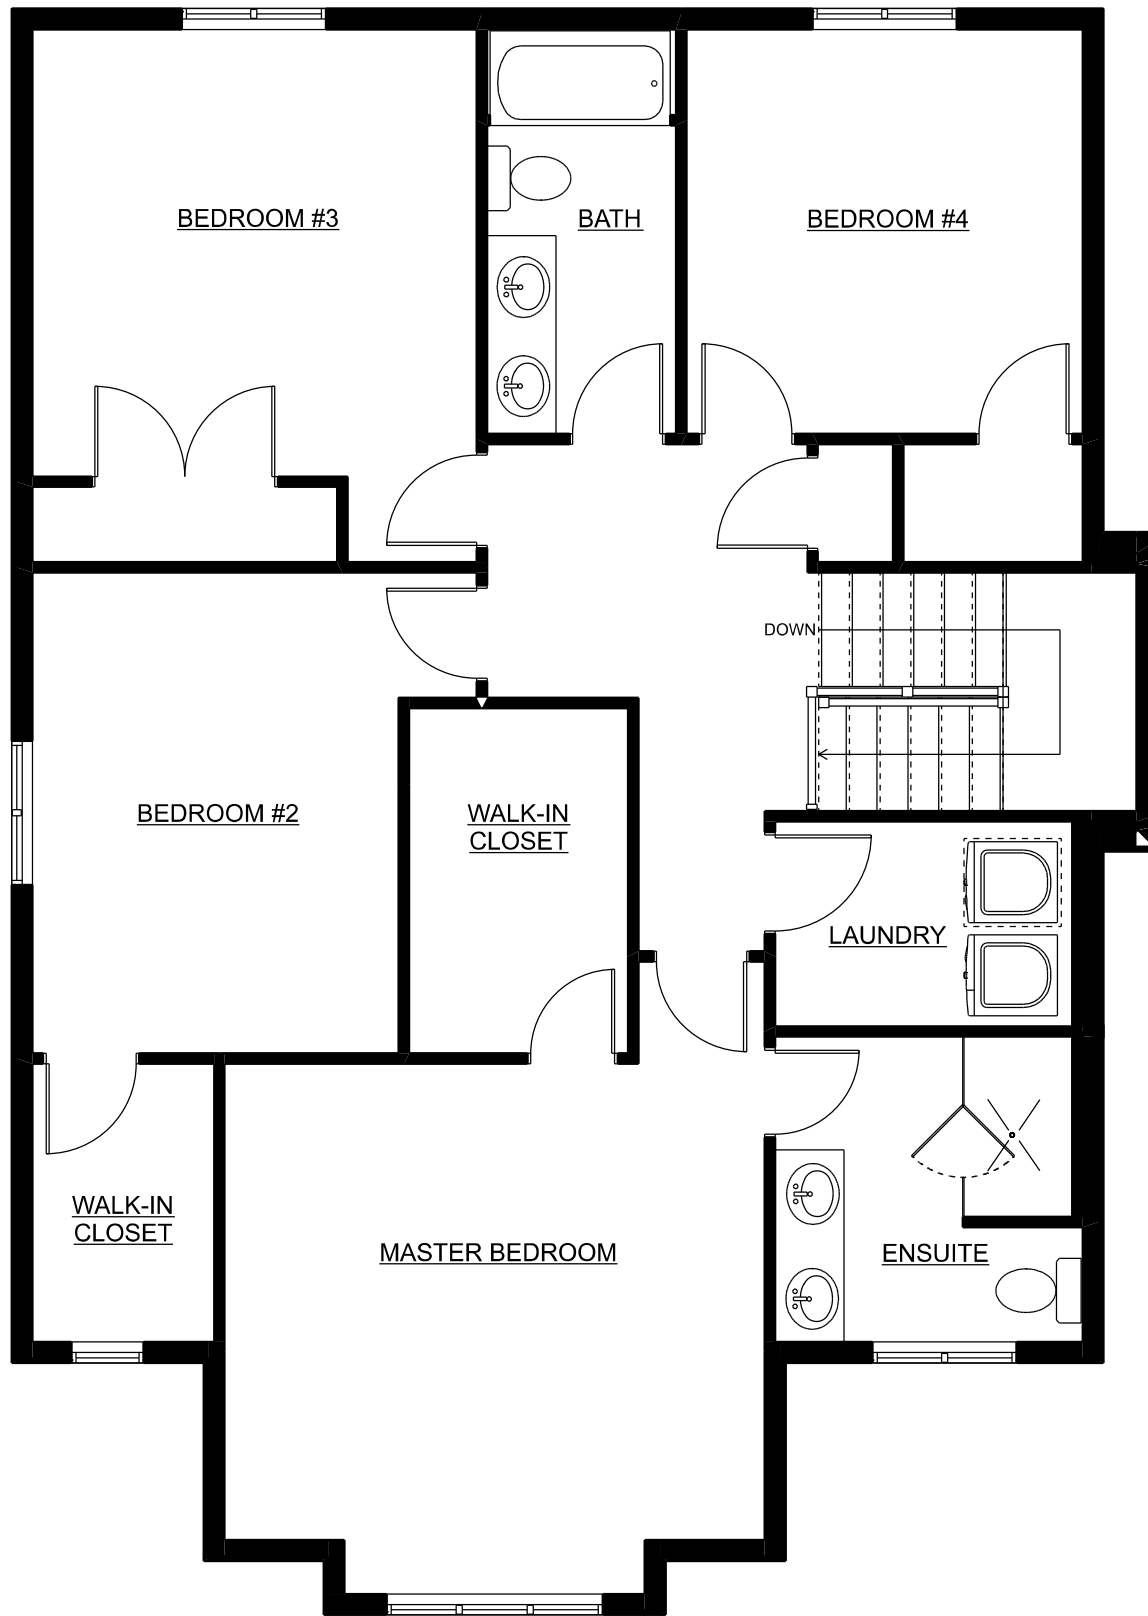 BEDROOM #3
BATH
BEDROOM #4
DOWN
BEDROOM #2
WALK-IN
CLOSET
LAUNDRY
WALK-IN
CLOSET
MASTER BEDROOM
ENSUITE